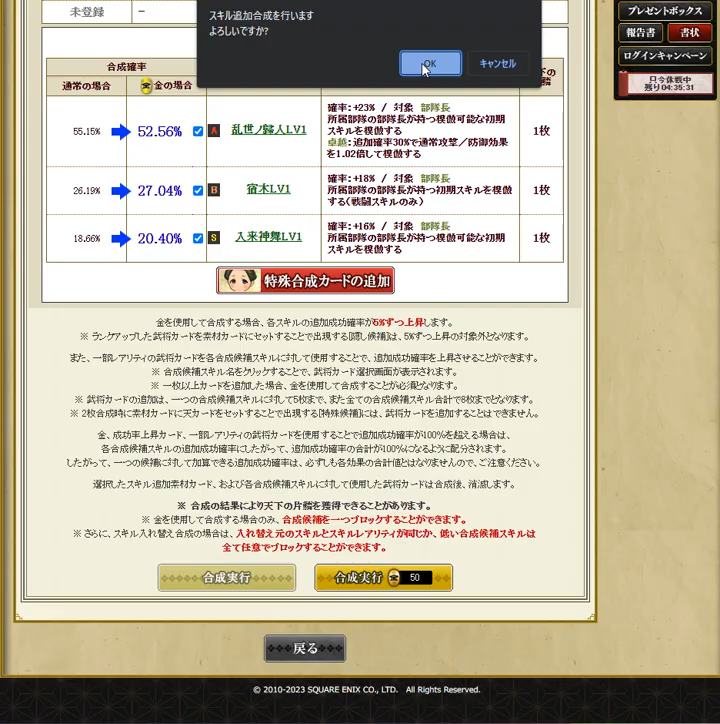 未登録 －
スキル追加合成を行います
よろしいですか?
OK キャンセル
プレゼントボックス
報告書 書状
ログインキャンペーン
只今休戦中
残り04:35:31
合成確率
通常の場合 金の場合
55.15% 52.56% A 乱世ノ婦人LV1
確率:+23% / 対象 部隊長
所属部隊の部隊長が持つ模倣可能な初期
スキルを模倣する
卓越:追加確率30%で通常攻撃／防御効果
を1.02倍して模倣する
1枚
26.19% 27.04% B 宿木LV1
確率:+18% / 対象 部隊長
所属部隊の部隊長が持つ初期スキルを模倣
する(戦闘スキルのみ)
1枚
18.66% 20.40% S 入来神舞LV1
確率:+16% / 対象 部隊長
所属部隊の部隊長が持つ模倣可能な初期
スキルを模倣する
1枚
特殊合成カードの追加
金を使用して合成する場合、各スキルの追加成功確率が5%ずつ上昇します。
※ ランクアップした武将カードを素材カードにセットすることで出現する[隠し候補]は、5%ずつ上昇の対象外となります。
また、一部レアリティの武将カードを各合成候補スキルに対して使用することで、追加成功確率を上昇させることができます。
※ 合成候補スキル名をクリックすることで、武将カード選択画面が表示されます。
※ 一枚以上カードを追加した場合、金を使用して合成することが必須となります。
※ 武将カードの追加は、一つの合成候補スキルに対して5枚まで、また全ての合成候補スキル合計で8枚までとなります。
※ 2枚合成時に素材カードに天カードをセットすることで出現する[特殊候補]には、武将カードを追加することはできません。
金、成功率上昇カード、一部レアリティの武将カードを使用することで追加成功確率が100%を超える場合は、
各合成候補スキルの追加成功確率にしたがって、追加成功確率の合計が100%になるように配分されます。
したがって、一つの候補に対して加算できる追加成功確率は、必ずしも各効果の合計値とはなりませんので、ご注意ください。
選択したスキル追加素材カード、および各合成候補スキルに対して使用した武将カードは合成後、消滅します。
※ 合成の結果により天下の片鱗を獲得できることがあります。
※ 金を使用して合成する場合のみ、合成候補を一つブロックすることができます。
※ さらに、スキル入れ替え合成の場合は、入れ替え元のスキルとスキルレアリティが同じか、低い合成候補スキルは
全て任意でブロックすることができます。
合成実行 合成実行 金 50
戻る
© 2010-2023 SQUARE ENIX CO., LTD. All Rights Reserved.